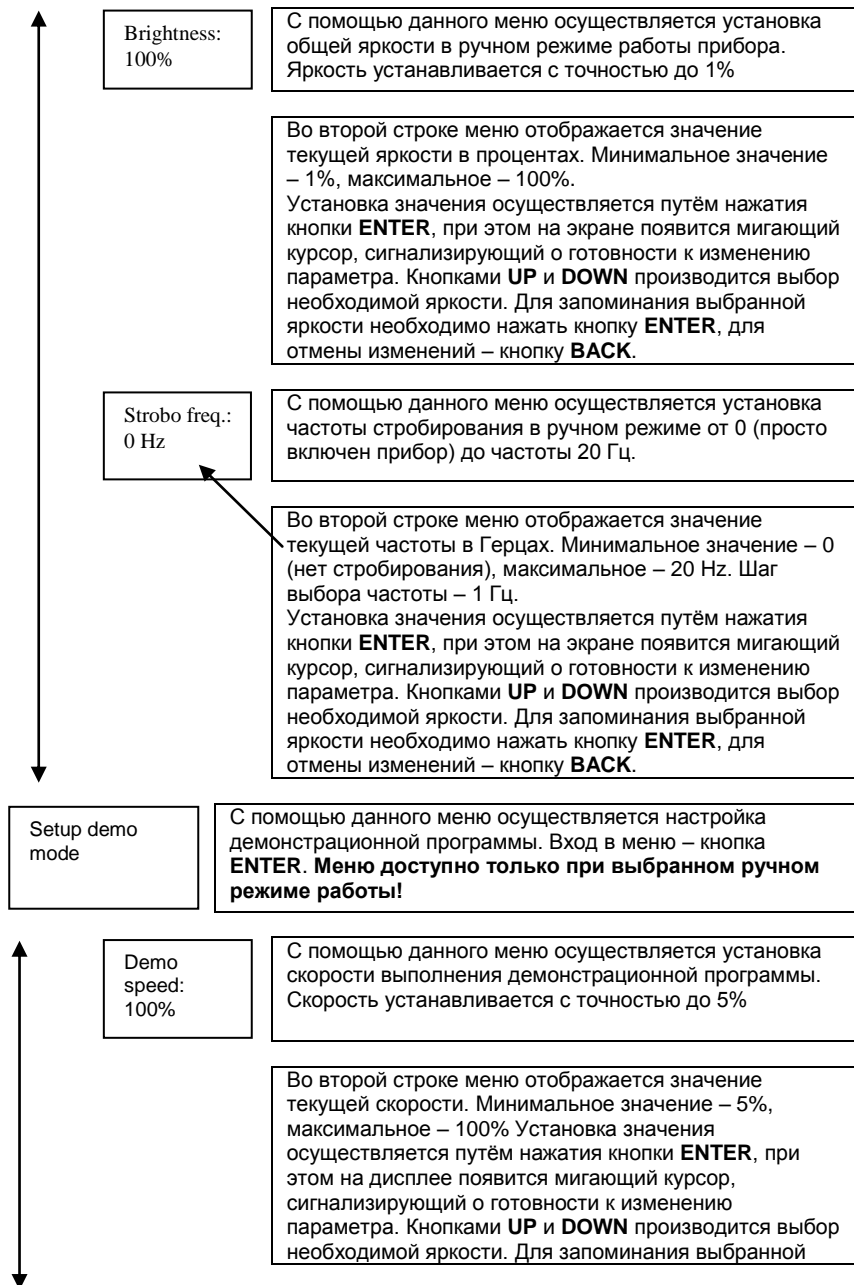 Brightness:
100%
С помощью данного меню осуществляется установка
общей яркости в ручном режиме работы прибора.
Яркость устанавливается с точностью до 1%
Во второй строке меню отображается значение
текущей яркости в процентах. Минимальное значение
– 1%, максимальное – 100%.
Установка значения осуществляется путём нажатия
кнопки ENTER, при этом на экране появится мигающий
курсор, сигнализирующий о готовности к изменению
параметра. Кнопками UP и DOWN производится выбор
необходимой яркости. Для запоминания выбранной
яркости необходимо нажать кнопку ENTER, для
отмены изменений – кнопку BACK.
Strobo freq.:
0 Hz
С помощью данного меню осуществляется установка
частоты стробирования в ручном режиме от 0 (просто
включен прибор) до частоты 20 Гц.
Во второй строке меню отображается значение
текущей частоты в Герцах. Минимальное значение – 0
(нет стробирования), максимальное – 20 Hz. Шаг
выбора частоты – 1 Гц.
Установка значения осуществляется путём нажатия
кнопки ENTER, при этом на экране появится мигающий
курсор, сигнализирующий о готовности к изменению
параметра. Кнопками UP и DOWN производится выбор
необходимой яркости. Для запоминания выбранной
яркости необходимо нажать кнопку ENTER, для
отмены изменений – кнопку BACK.
Setup demo
mode
С помощью данного меню осуществляется настройка
демонстрационной программы. Вход в меню – кнопка
ENTER. Меню доступно только при выбранном ручном
режиме работы!
Demo
speed:
100%
С помощью данного меню осуществляется установка
скорости выполнения демонстрационной программы.
Скорость устанавливается с точностью до 5%
Во второй строке меню отображается значение
текущей скорости. Минимальное значение – 5%,
максимальное – 100% Установка значения
осуществляется путём нажатия кнопки ENTER, при
этом на дисплее появится мигающий курсор,
сигнализирующий о готовности к изменению
параметра. Кнопками UP и DOWN производится выбор
необходимой яркости. Для запоминания выбранной